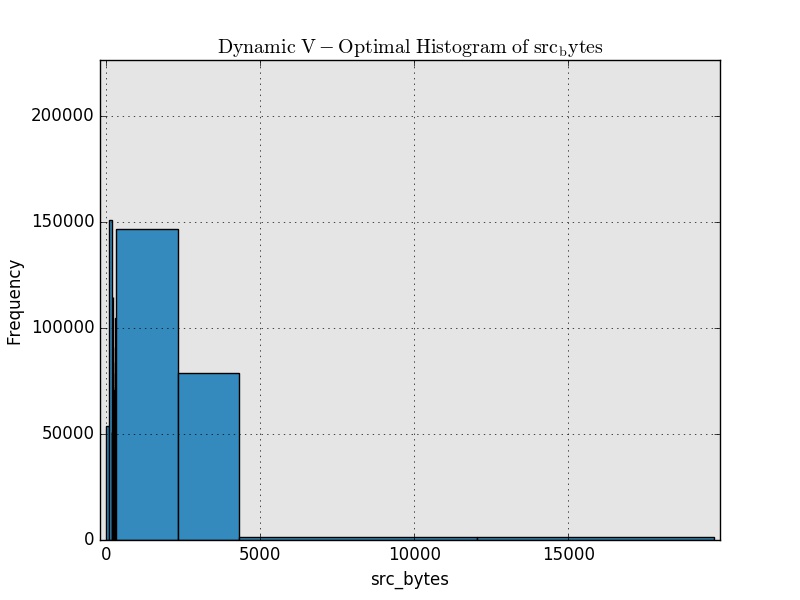 Dynamic V − Optimal Histogram of src_bytes
200000
150000
100000
50000
0
Frequency
0 5000 10000 15000
src_bytes